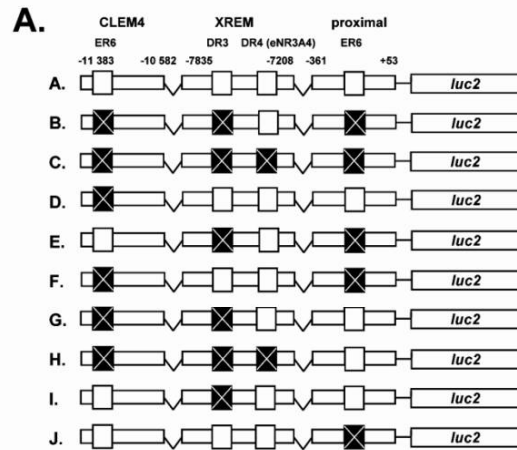 A.
CLEM4 XREM proximal
ER6 DR3 DR4 (eNR3A4) ER6
-11 383 -10 582 -7835 -7208 -361 +53
A. luc2
B. luc2
C. luc2
D. luc2
E. luc2
F. luc2
G. luc2
H. luc2
I. luc2
J. luc2